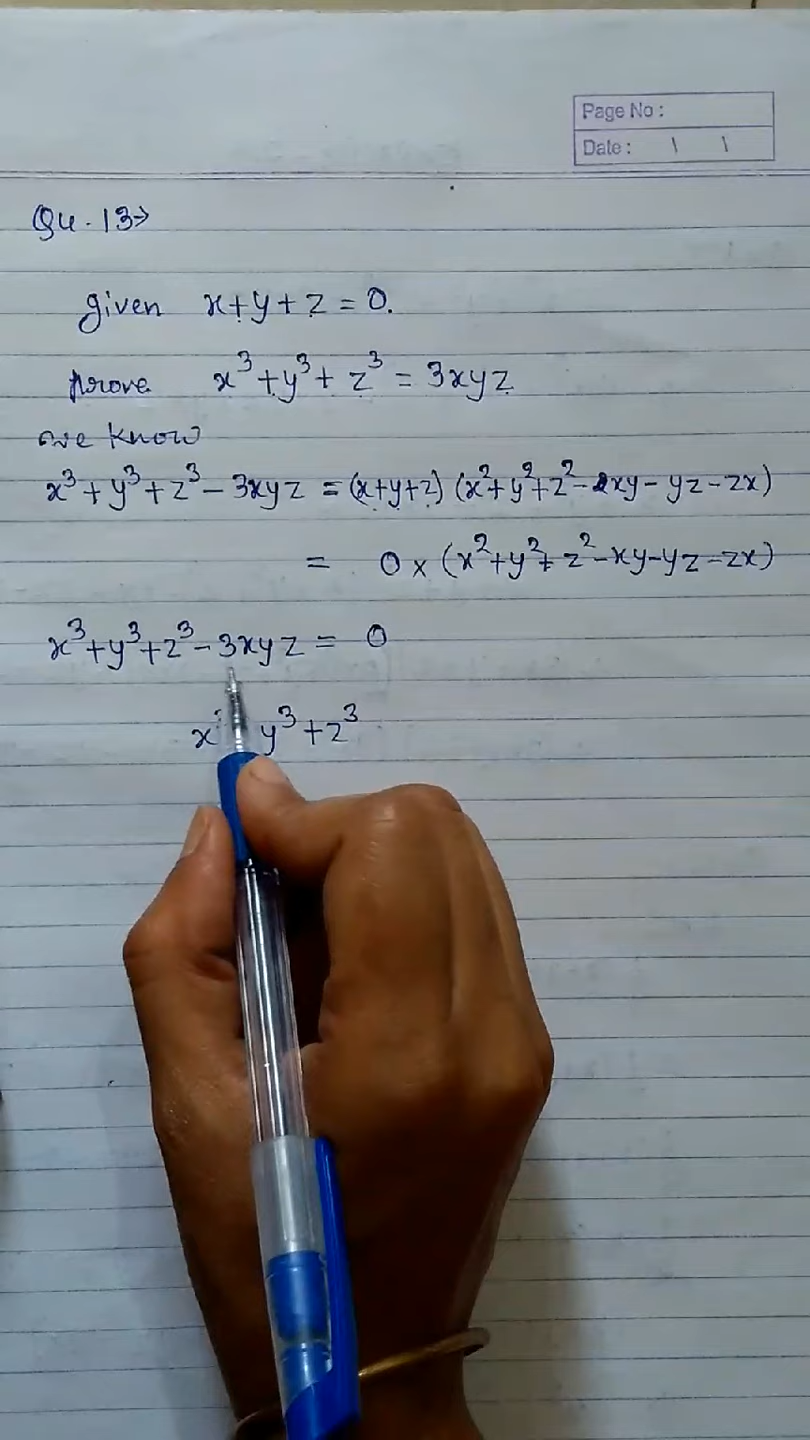 Page No :
Date : \ \
Qu. 13→
given x+y+z=0.
prove x³+y³+z³=3xyz
we know
x³+y³+z³-3xyz = (x+y+z) (x²+y²+z²-xy-yz-zx)
= 0×(x²+y²+z²-xy-yz-zx)
x³+y³+z³-3xyz = 0
x y³+z³